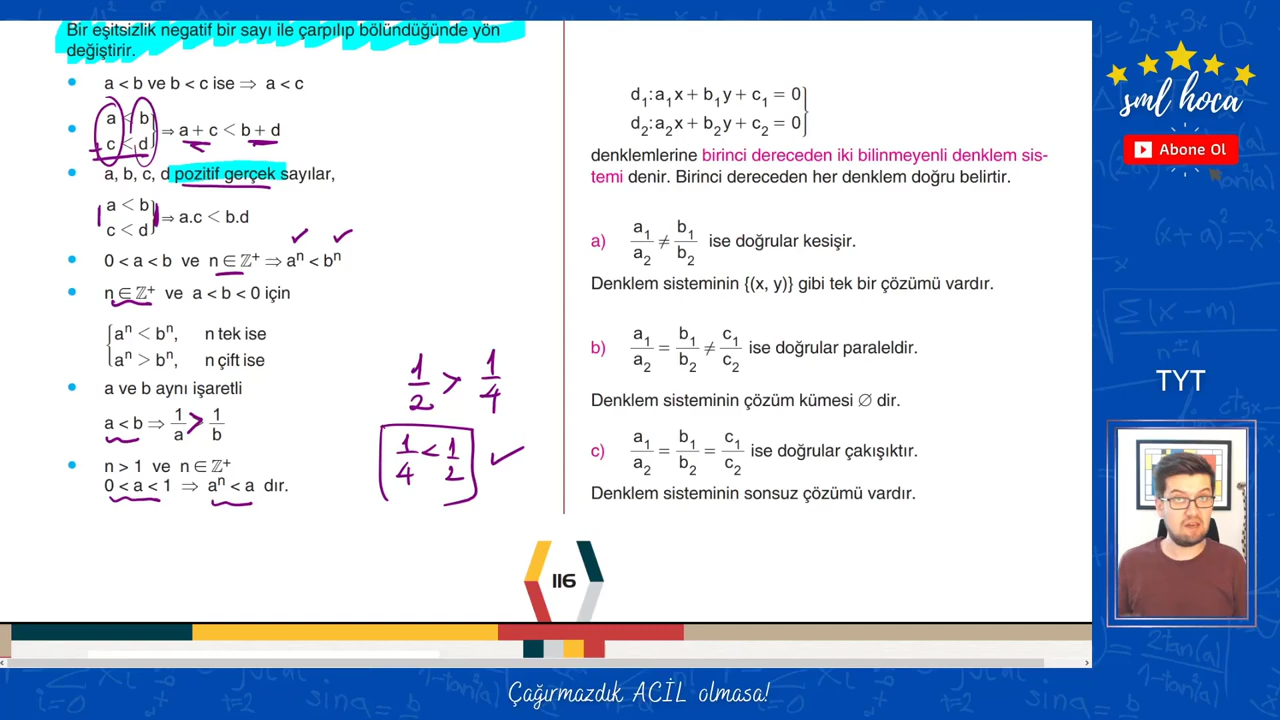 Bir eşitsizlik negatif bir sayı ile çarpılıp bölündüğünde yön
değiştirir.
• a < b ve b < c ise ⇒ a < c
• a < b
+ c < d } ⇒ a + c < b + d
• a, b, c, d pozitif gerçek sayılar,
a < b
c < d } ⇒ a.c < b.d
• 0 < a < b ve n ∈ ℤ⁺ ⇒ aⁿ < bⁿ
• n ∈ ℤ⁺ ve a < b < 0 için
{ aⁿ < bⁿ, n tek ise
aⁿ > bⁿ, n çift ise
• a ve b aynı işaretli
a < b ⇒ 1/a > 1/b
• n > 1 ve n ∈ ℤ⁺
0 < a < 1 ⇒ aⁿ < a dır.
1/2 > 1/4
1/4 < 1/2
d₁: a₁x + b₁y + c₁ = 0
d₂: a₂x + b₂y + c₂ = 0 }
denklemlerine birinci dereceden iki bilinmeyenli denklem sis-
temi denir. Birinci dereceden her denklem doğru belirtir.
a) a₁/a₂ ≠ b₁/b₂ ise doğrular kesişir.
Denklem sisteminin {(x, y)} gibi tek bir çözümü vardır.
b) a₁/a₂ = b₁/b₂ ≠ c₁/c₂ ise doğrular paraleldir.
Denklem sisteminin çözüm kümesi ∅ dir.
c) a₁/a₂ = b₁/b₂ = c₁/c₂ ise doğrular çakışıktır.
Denklem sisteminin sonsuz çözümü vardır.
116
sml hoca
Abone Ol
TYT
Çağırmazdık ACİL olmasa!